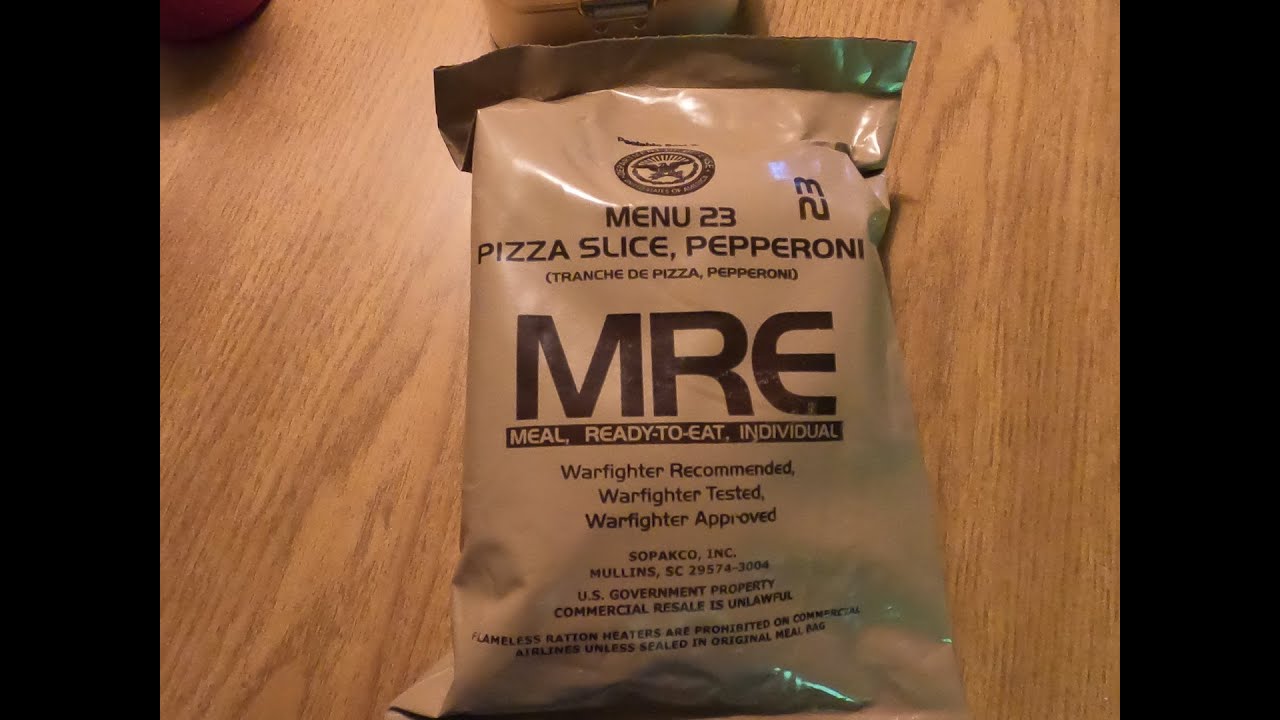 MENU 23
PIZZA SLICE, PEPPERONI
(TRANCHE DE PIZZA, PEPPERONI)
23
MRE
MEAL, READY-TO-EAT, INDIVIDUAL
Warfighter Recommended,
Warfighter Tested,
Warfighter Approved
SOPAKCO, INC.
MULLINS, SC 29574-3004
U.S. GOVERNMENT PROPERTY
COMMERCIAL RESALE IS UNLAWFUL
FLAMELESS RATION HEATERS ARE PROHIBITED ON COMMERCIAL
AIRLINES UNLESS SEALED IN ORIGINAL MEAL BAG